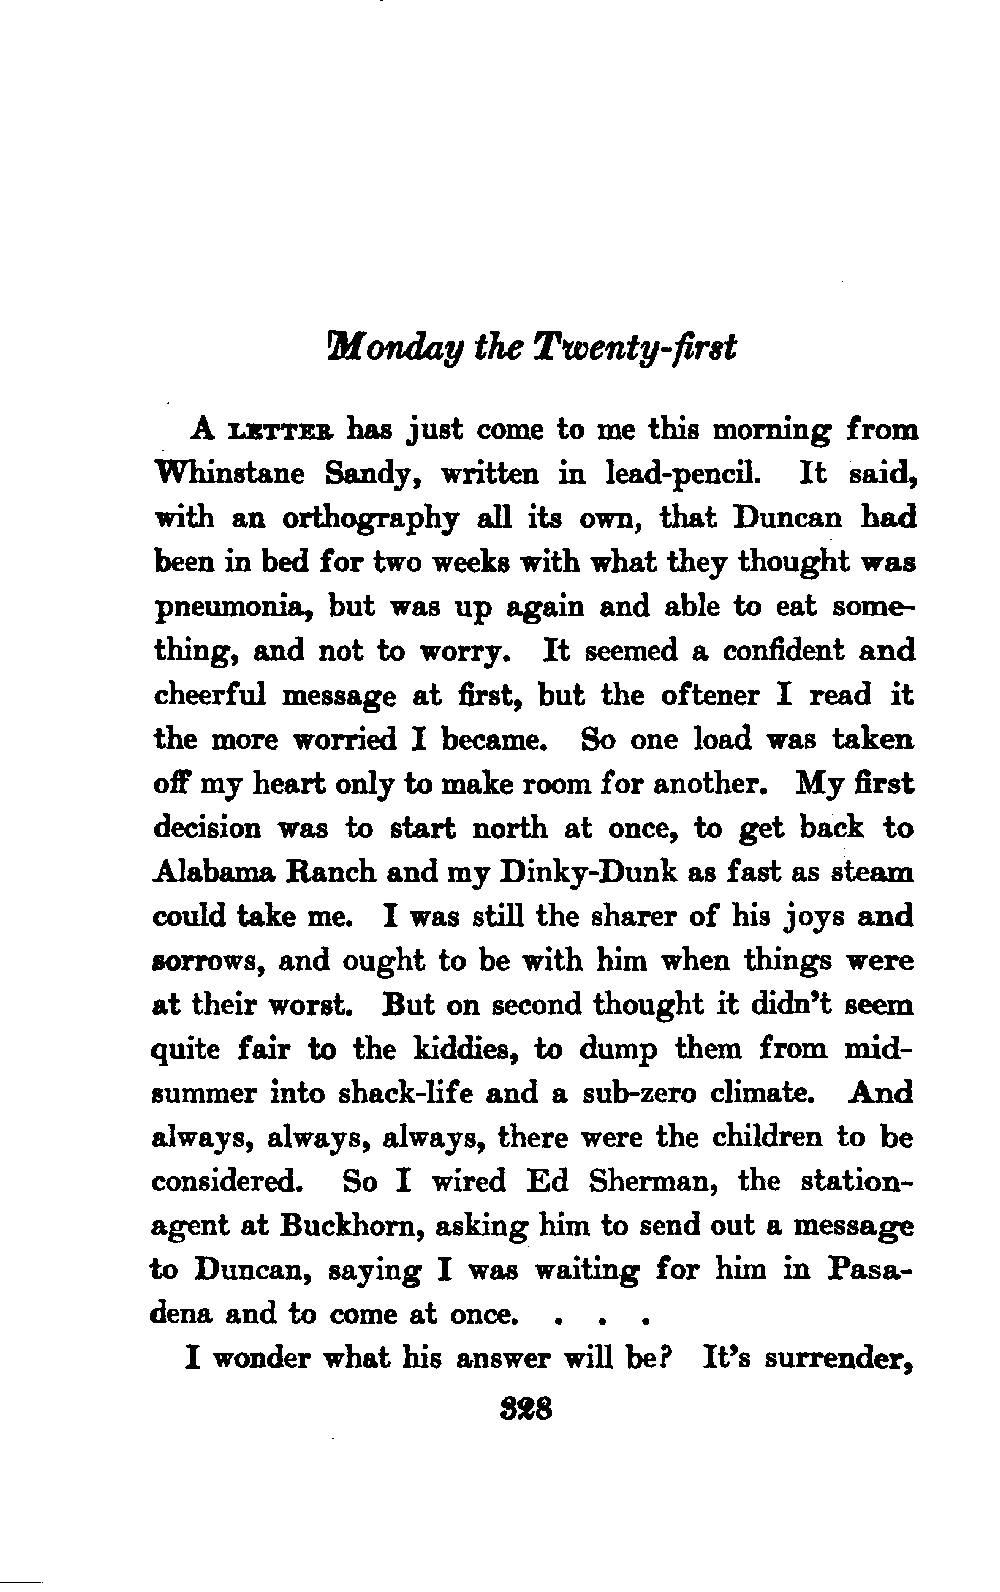 Monday the Twenty-first
A LETTER has just come to me this morning from
Whinstane Sandy, written in lead-pencil. It said,
with an orthography all its own, that Duncan had
been in bed for two weeks with what they thought was
pneumonia, but was up again and able to eat some-
thing, and not to worry. It seemed a confident and
cheerful message at first, but the oftener I read it
the more worried I became. So one load was taken
off my heart only to make room for another. My first
decision was to start north at once, to get back to
Alabama Ranch and my Dinky-Dunk as fast as steam
could take me. I was still the sharer of his joys and
sorrows, and ought to be with him when things were
at their worst. But on second thought it didn't seem
quite fair to the kiddies, to dump them from mid-
summer into shack-life and a sub-zero climate. And
always, always, always, there were the children to be
considered. So I wired Ed Sherman, the station-
agent at Buckhorn, asking him to send out a message
to Duncan, saying I was waiting for him in Pasa-
dena and to come at once. . . .
I wonder what his answer will be? It's surrender,
328